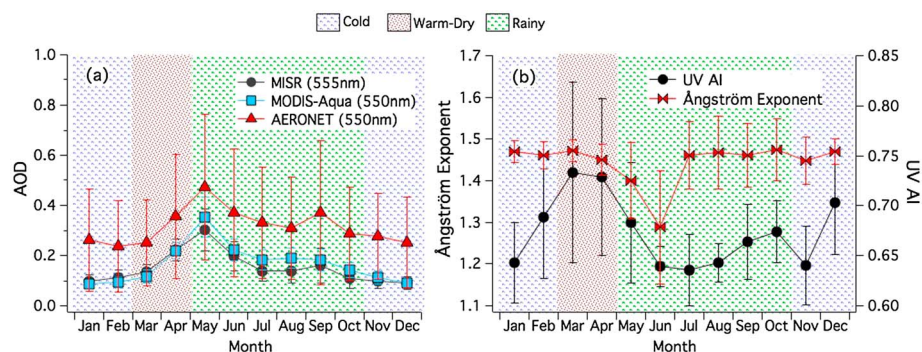 Cold Warm-Dry Rainy
(a)
MISR (555nm)
MODIS-Aqua (550nm)
AERONET (550nm)
AOD
1.0
0.8
0.6
0.4
0.2
0.0
Jan Feb Mar Apr May Jun Jul Aug Sep Oct Nov Dec
Month
(b)
UV AI
Ångström Exponent
Ångström Exponent
1.7
1.6
1.5
1.4
1.3
1.2
1.1
0.85
0.80
0.75
0.70
0.65
0.60
UV AI
Jan Feb Mar Apr May Jun Jul Aug Sep Oct Nov Dec
Month